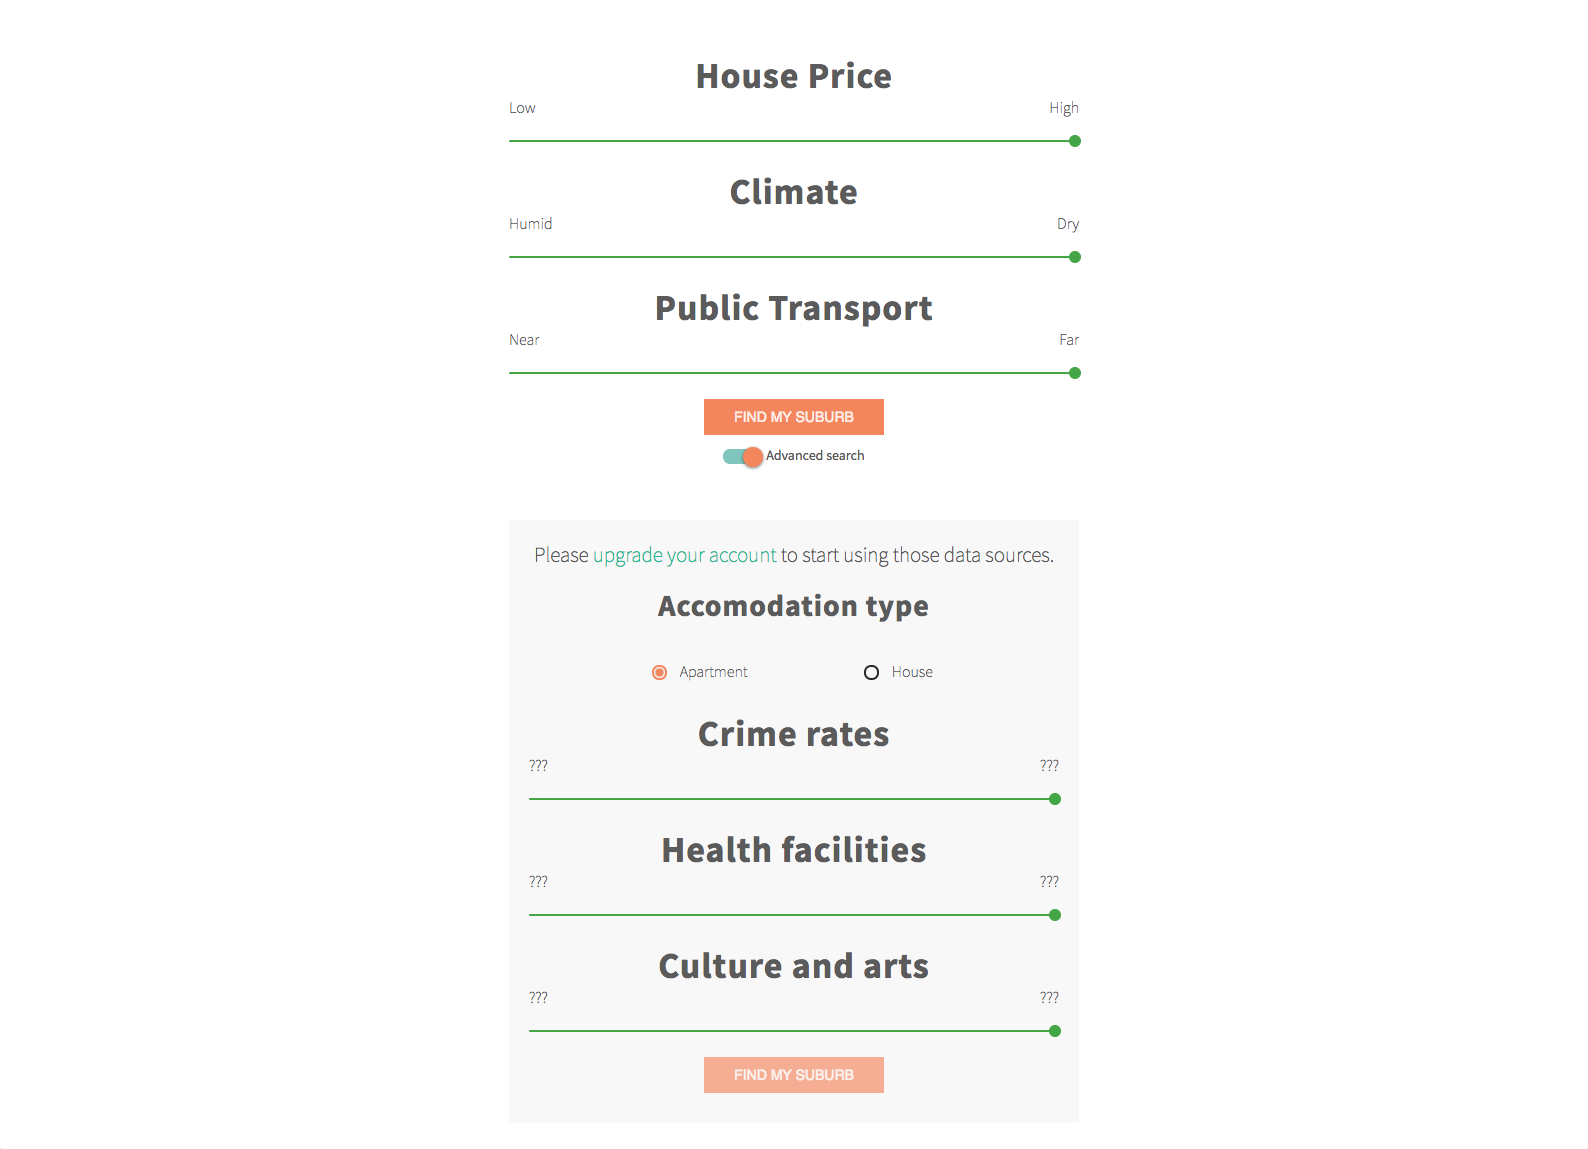 House Price
Low High
Climate
Humid Dry
Public Transport
Near Far
FIND MY SUBURB
Advanced search
Please upgrade your account to start using those data sources.
Accomodation type
Apartment House
Crime rates
??? ???
Health facilities
??? ???
Culture and arts
??? ???
FIND MY SUBURB